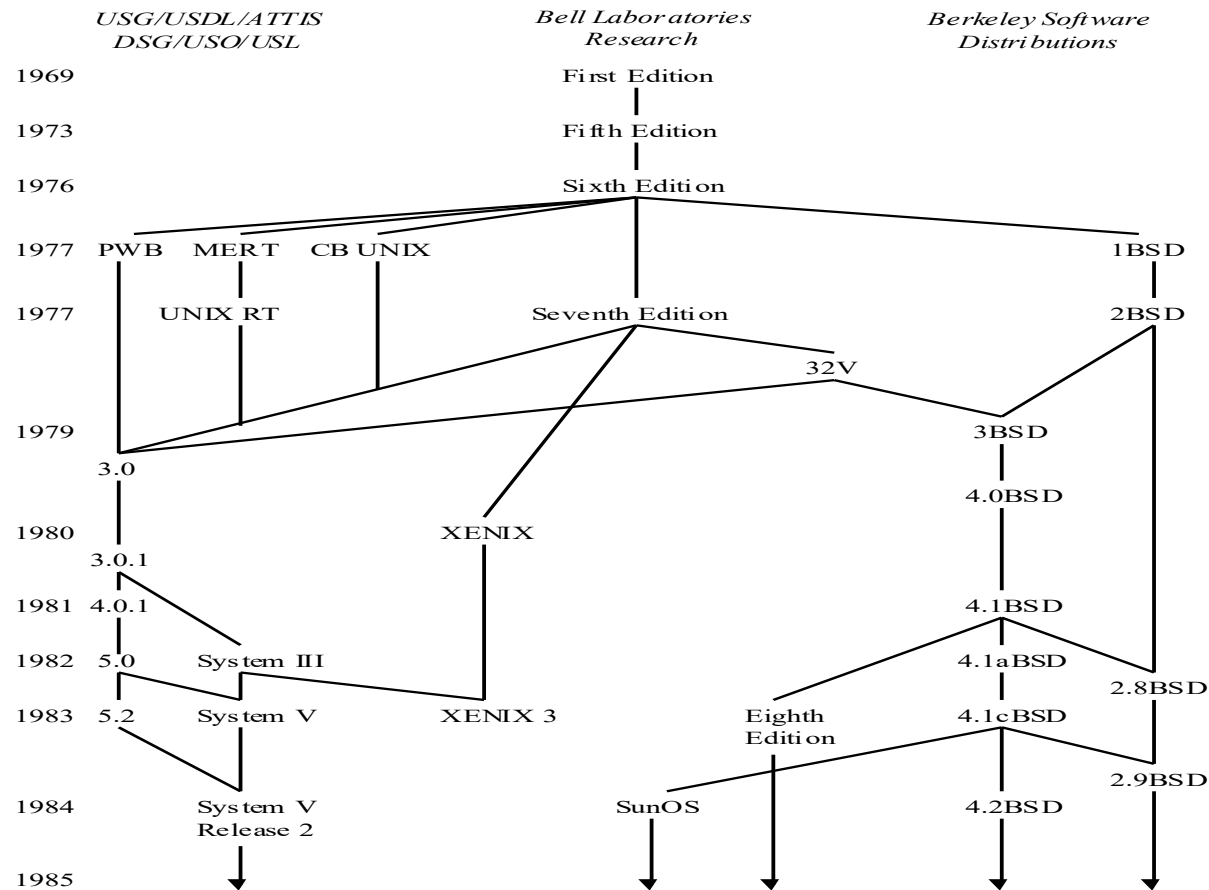 USG/USDL/ATTIS Bell Laboratories Berkeley Software
DSG/USO/USL Research Distributions
1969 First Edition
1973 Fifth Edition
1976 Sixth Edition
1977 PWB MERT CB UNIX 1BSD
1977 UNIX RT Seventh Edition 2BSD
32V
1979 3BSD
3.0
4.0BSD
1980 XENIX
3.0.1
1981 4.0.1 4.1BSD
1982 5.0 System III 4.1aBSD
2.8BSD
1983 5.2 System V XENIX 3 Eighth 4.1cBSD
Edition
2.9BSD
1984 System V SunOS 4.2BSD
Release 2
1985